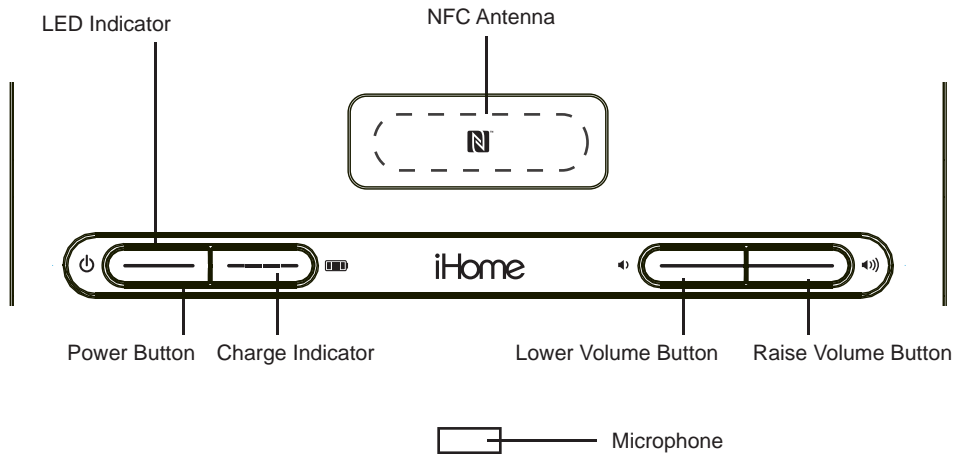 NFC Antenna
LED Indicator
N
iHome
Power Button
Charge Indicator
Lower Volume Button
Raise Volume Button
Microphone